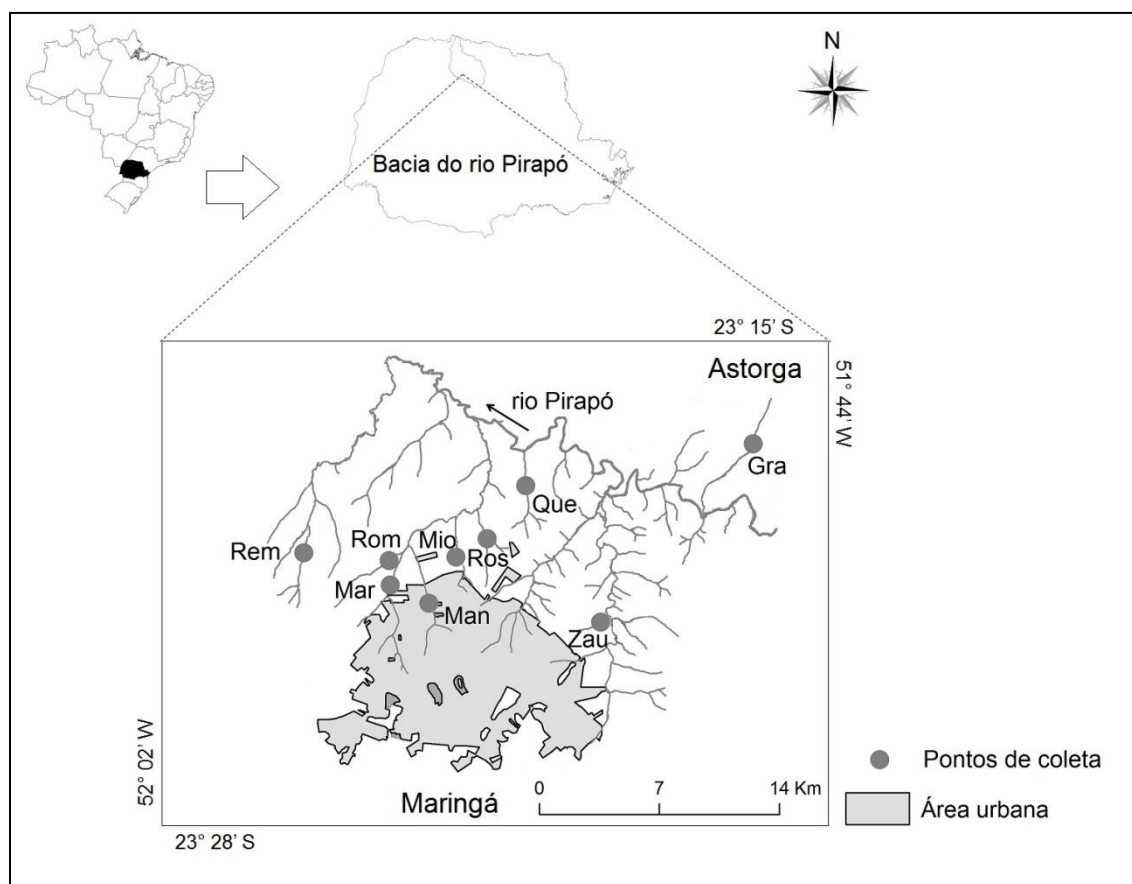 N
Bacia do rio Pirapó
23° 15' S
51° 44' W
Astorga
rio Pirapó
Gra
Que
Rem
Rom
Mio
Ros
Mar
Man
Zau
52° 02' W
Maringá
0 7 14 Km
23° 28' S
Pontos de coleta
Área urbana